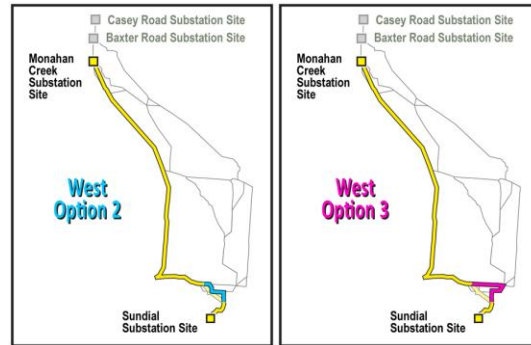 Casey Road Substation Site
Baxter Road Substation Site
Monahan
Creek
Substation
Site
West
Option 2
Sundial
Substation Site
Casey Road Substation Site
Baxter Road Substation Site
Monahan
Creek
Substation
Site
West
Option 3
Sundial
Substation Site